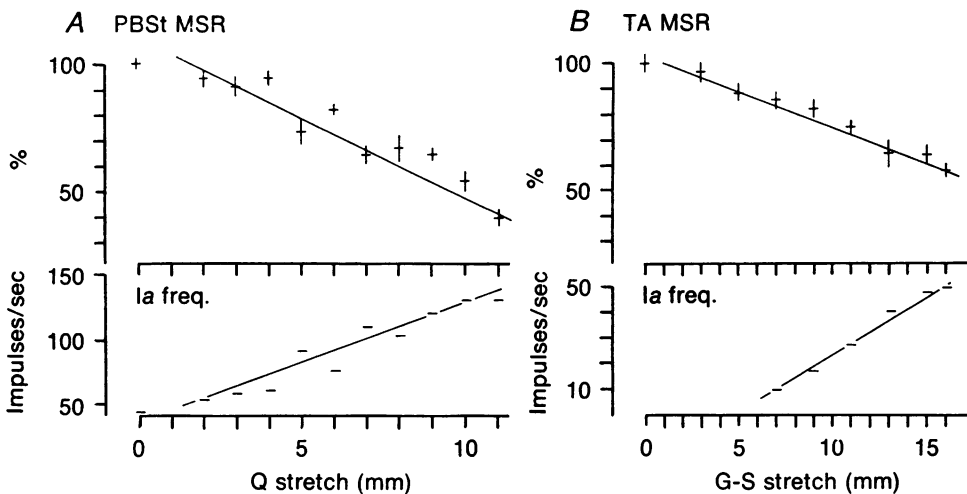 A PBSt MSR
100
50
%
150
100
50
Impulses/sec
Ia freq.
0 5 10
Q stretch (mm)
B TA MSR
100
50
%
50
10
Impulses/sec
Ia freq.
0 5 10 15
G-S stretch (mm)